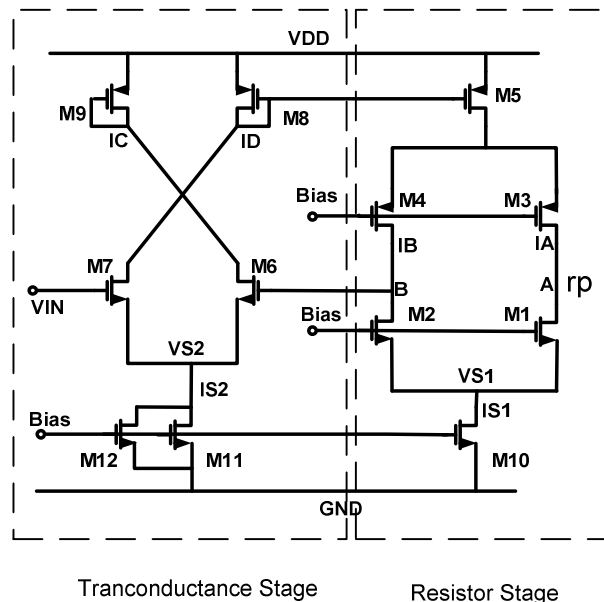 VDD
M9
IC
ID
M8
M5
Bias
M4
M3
IB
IA
M7
M6
VIN
B
A
rp
Bias
M2
M1
VS2
VS1
IS2
IS1
Bias
M12
M11
M10
GND
Tranconductance Stage
Resistor Stage